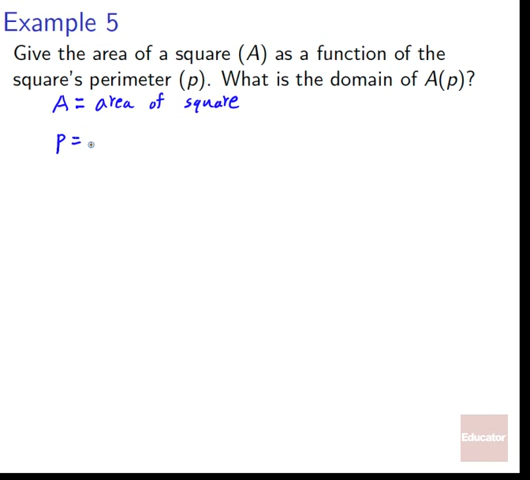 Example 5
Give the area of a square (A) as a function of the
square's perimeter (p). What is the domain of A(p)?
A = area of square
p =
Educator